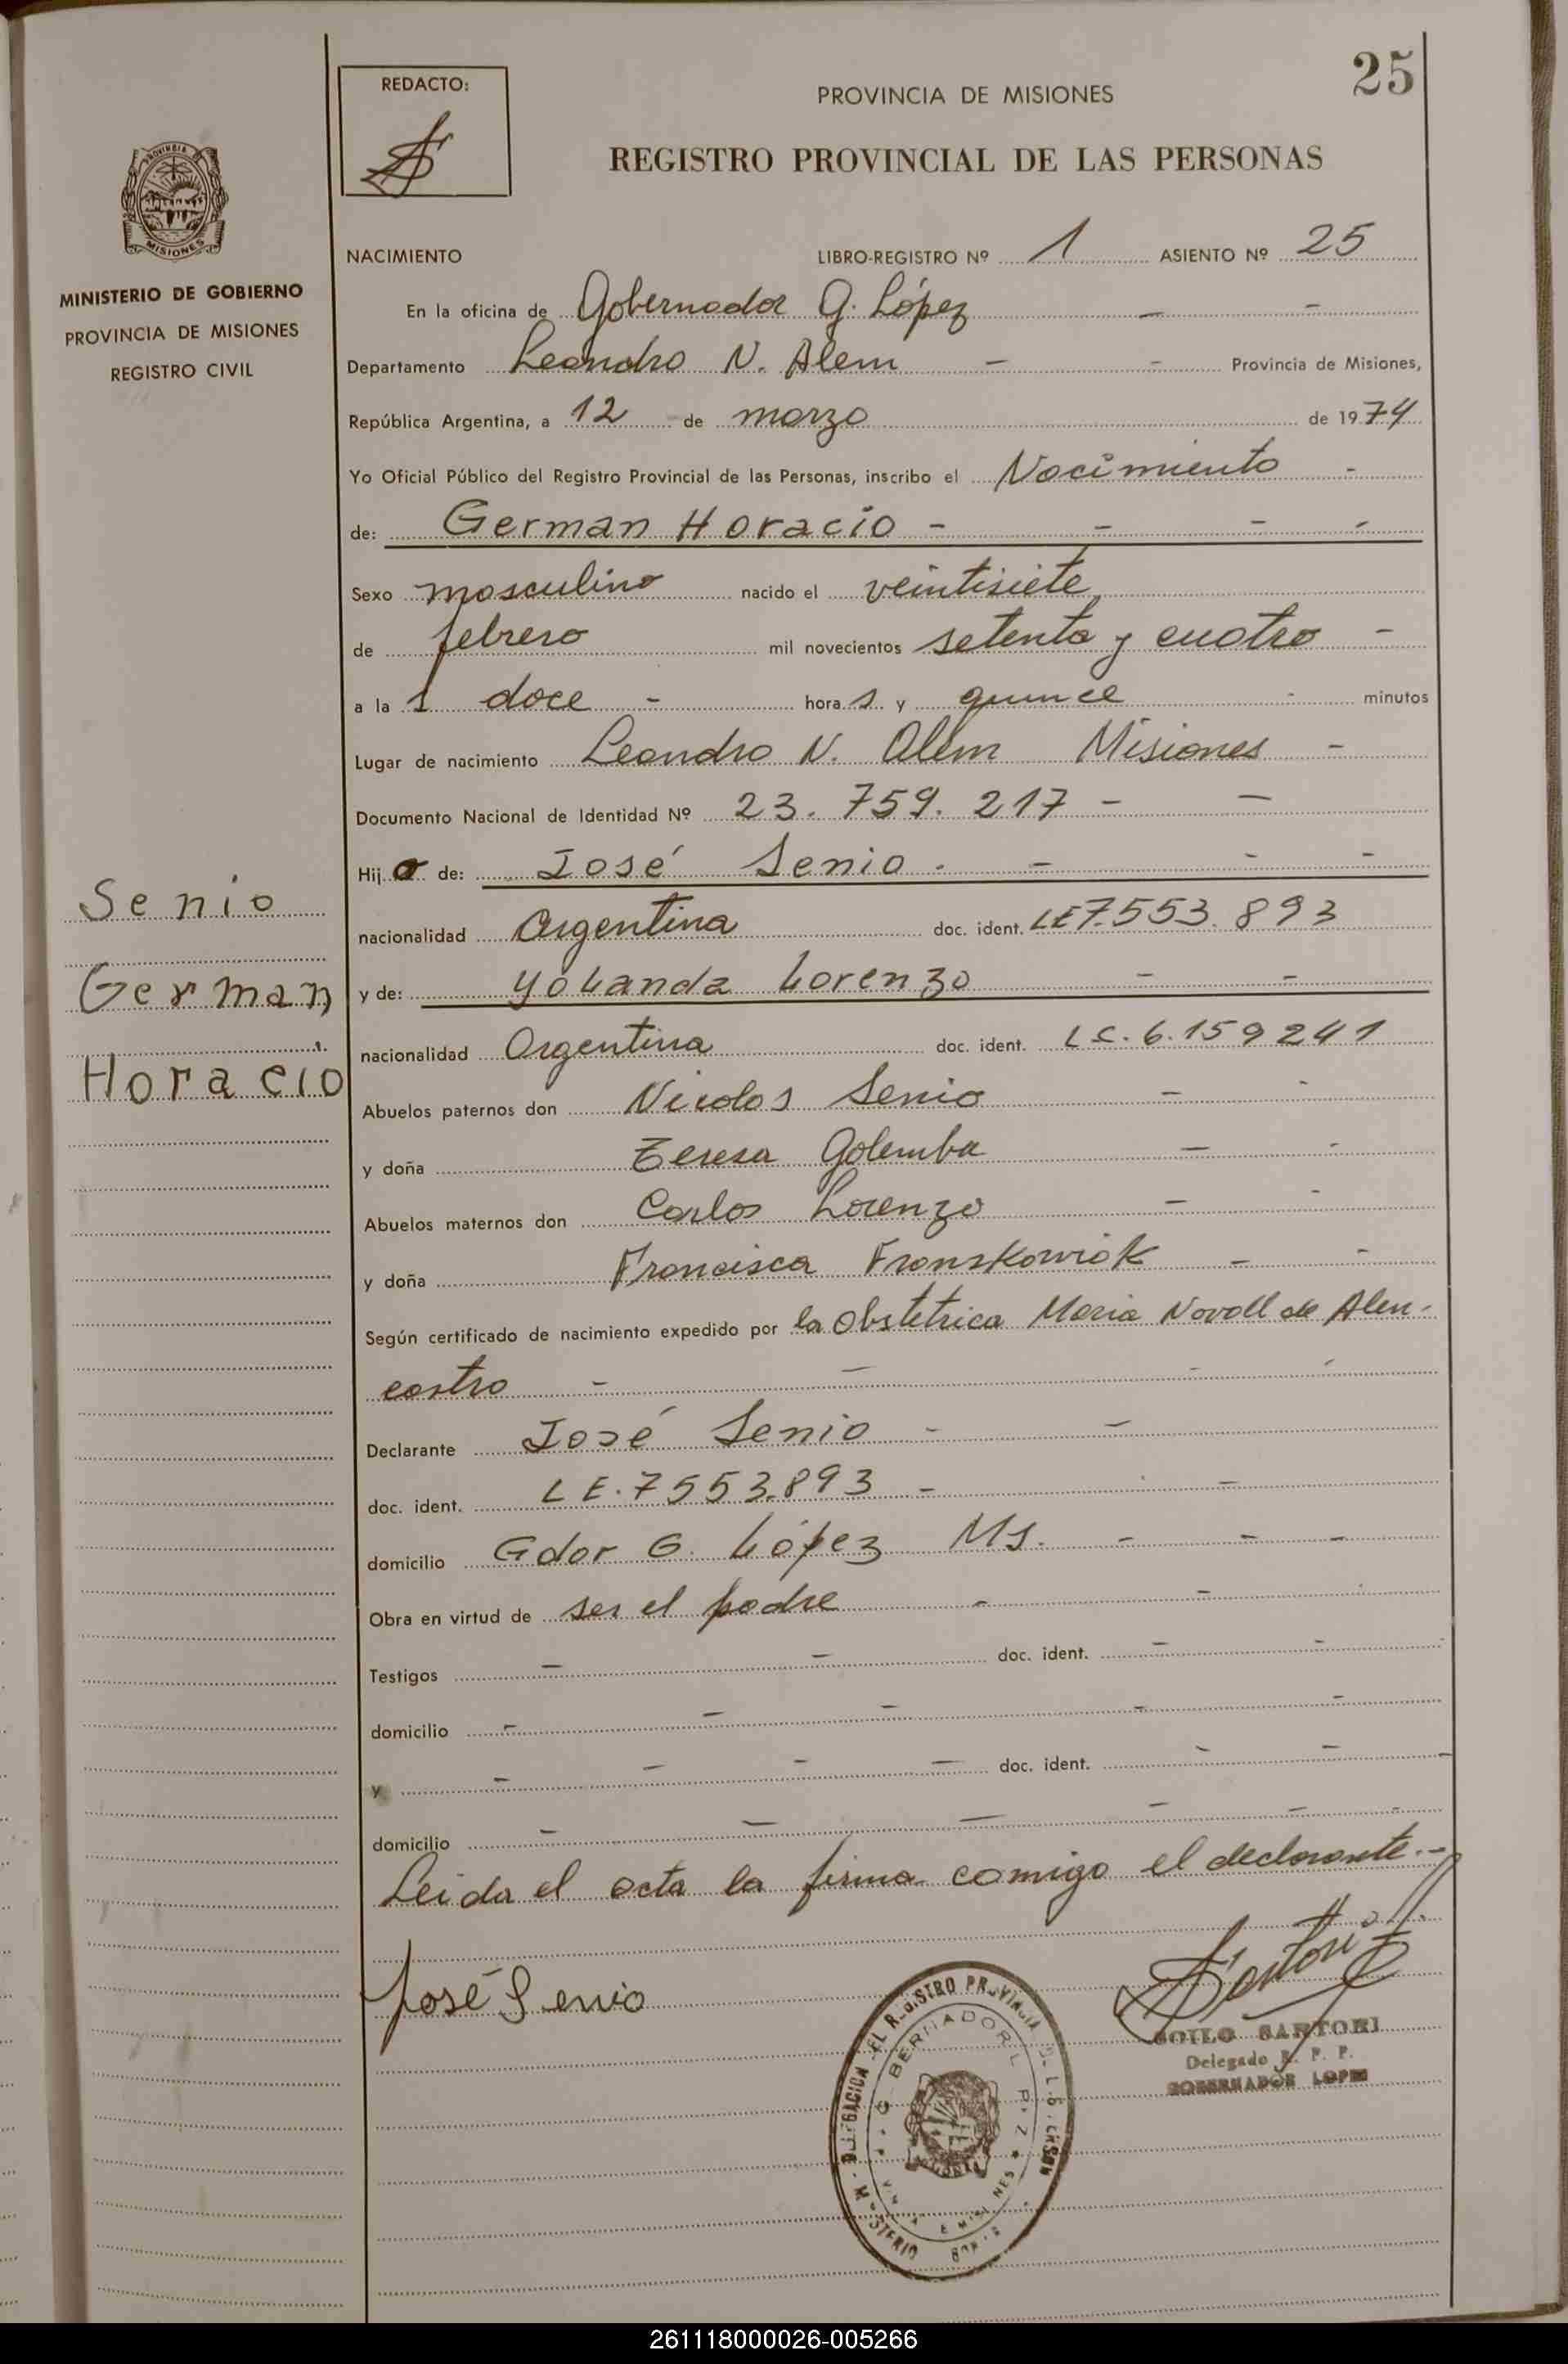 25
REDACTO:
PROVINCIA DE MISIONES
REGISTRO PROVINCIAL DE LAS PERSONAS
PROVINCIA
MISIONES
MINISTERIO DE GOBIERNO
PROVINCIA DE MISIONES
REGISTRO CIVIL
NACIMIENTO LIBRO-REGISTRO Nº 1 ASIENTO Nº 25
En la oficina de Gobernador G. López - -
Departamento Leandro N. Alem - - Provincia de Misiones,
República Argentina, a 12 - de marzo de 1974
Yo Oficial Público del Registro Provincial de las Personas, inscribo el Nacimiento -
de: German Horacio - - - -
Sexo masculino nacido el veintisiete
de febrero mil novecientos setenta y cuatro -
a la s doce - hora s y quince - minutos
Lugar de nacimiento Leandro N. Alem Misiones -
Documento Nacional de Identidad Nº 23.759.217 - -
Hijo de: José Senio - - - -
nacionalidad Argentina doc. ident. LE 7.553.893
y de: Yolanda Lorenzo - -
nacionalidad Argentina doc. ident. LC. 6.159241
Abuelos paternos don Nicolas Senio - -
y doña Teresa Golemba - -
Abuelos maternos don Carlos Lorenzo - -
y doña Francisca Franskowiak - -
Según certificado de nacimiento expedido por la Obstetrica Maria Novoll de Alen-
castro - - - -
Declarante José Senio - -
doc. ident. LE. 7553.893 - -
domicilio Gdor G. López Ms. - - -
Obra en virtud de ser el padre - -
Testigos - - doc. ident. - -
domicilio - - - - -
y - - - - doc. ident. - -
domicilio - - - - - -
Leida el acta la firma comigo el declarante.-
Senio
German
Horacio
José Senio
Sartori
SOILO SARTORI
Delegado R. P. P.
GOBERNADOR LOPEZ
261118000026-005266